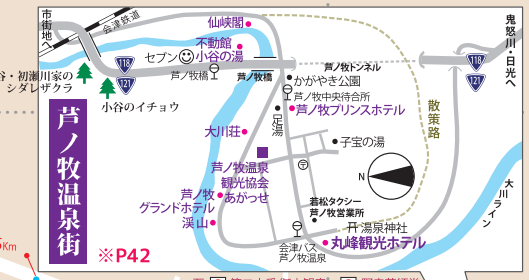 市街地へ
会津鉄道
仙峡閣
不動館
小谷の湯
セブン
118
121
芦ノ牧橋
芦ノ牧橋
芦ノ牧トンネル
118
121
鬼怒川・日光へ
谷・初瀬川家の
シダレザクラ
小谷のイチョウ
かがやき公園
芦ノ牧中央待合所
芦ノ牧プリンスホテル
足湯
散策路
大川荘
子宝の湯
芦ノ牧温泉
観光協会
あがっせ
N
大川ライン
芦ノ牧
グランドホテル
渓山
若松タクシー
芦ノ牧営業所
湯泉神社
丸峰観光ホテル
会津バス
芦ノ牧温泉
芦ノ牧温泉街
※P42
Km